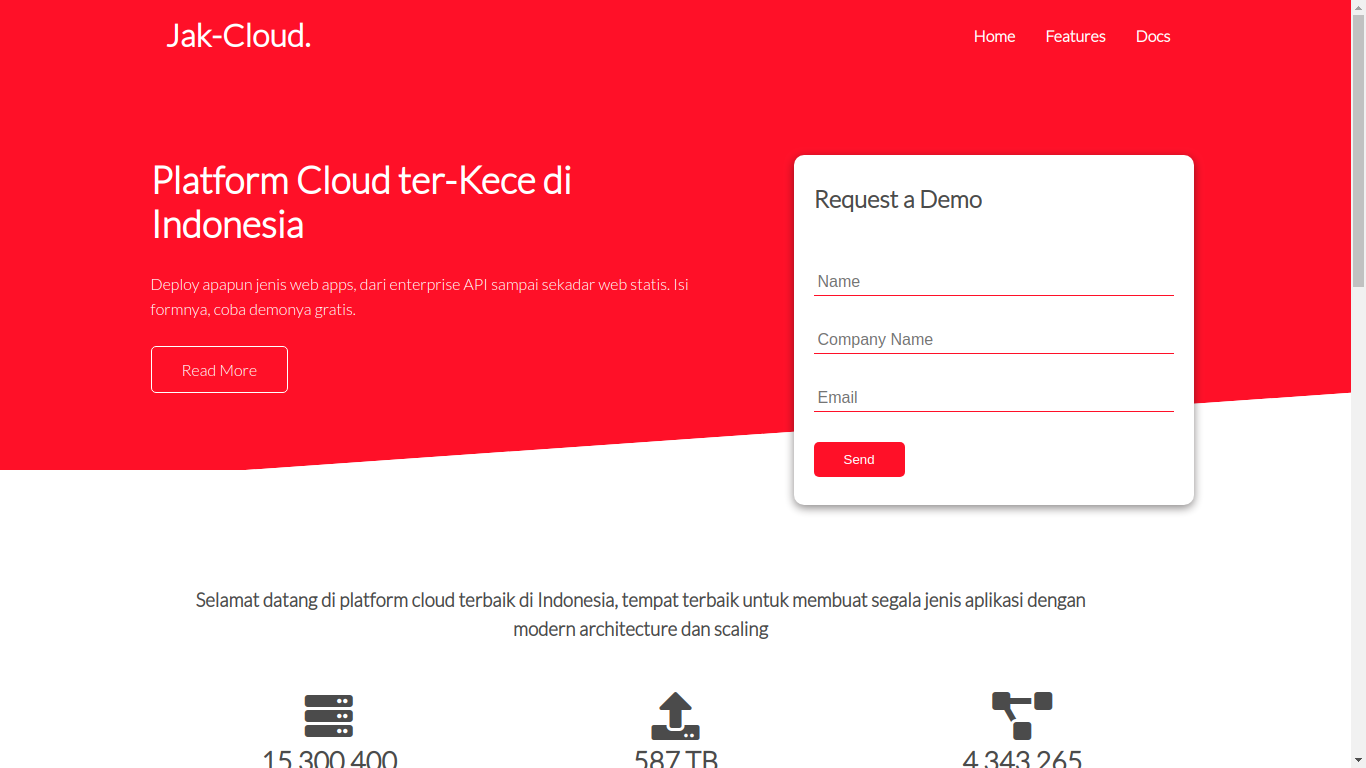 Jak-Cloud.
Home Features Docs
Platform Cloud ter-Kece di
Indonesia
Deploy apapun jenis web apps, dari enterprise API sampai sekadar web statis. Isi
formnya, coba demonya gratis.
Read More
Request a Demo
Name
Company Name
Email
Send
Selamat datang di platform cloud terbaik di Indonesia, tempat terbaik untuk membuat segala jenis aplikasi dengan
modern architecture dan scaling
15,300,400 587 TB 4,343,265